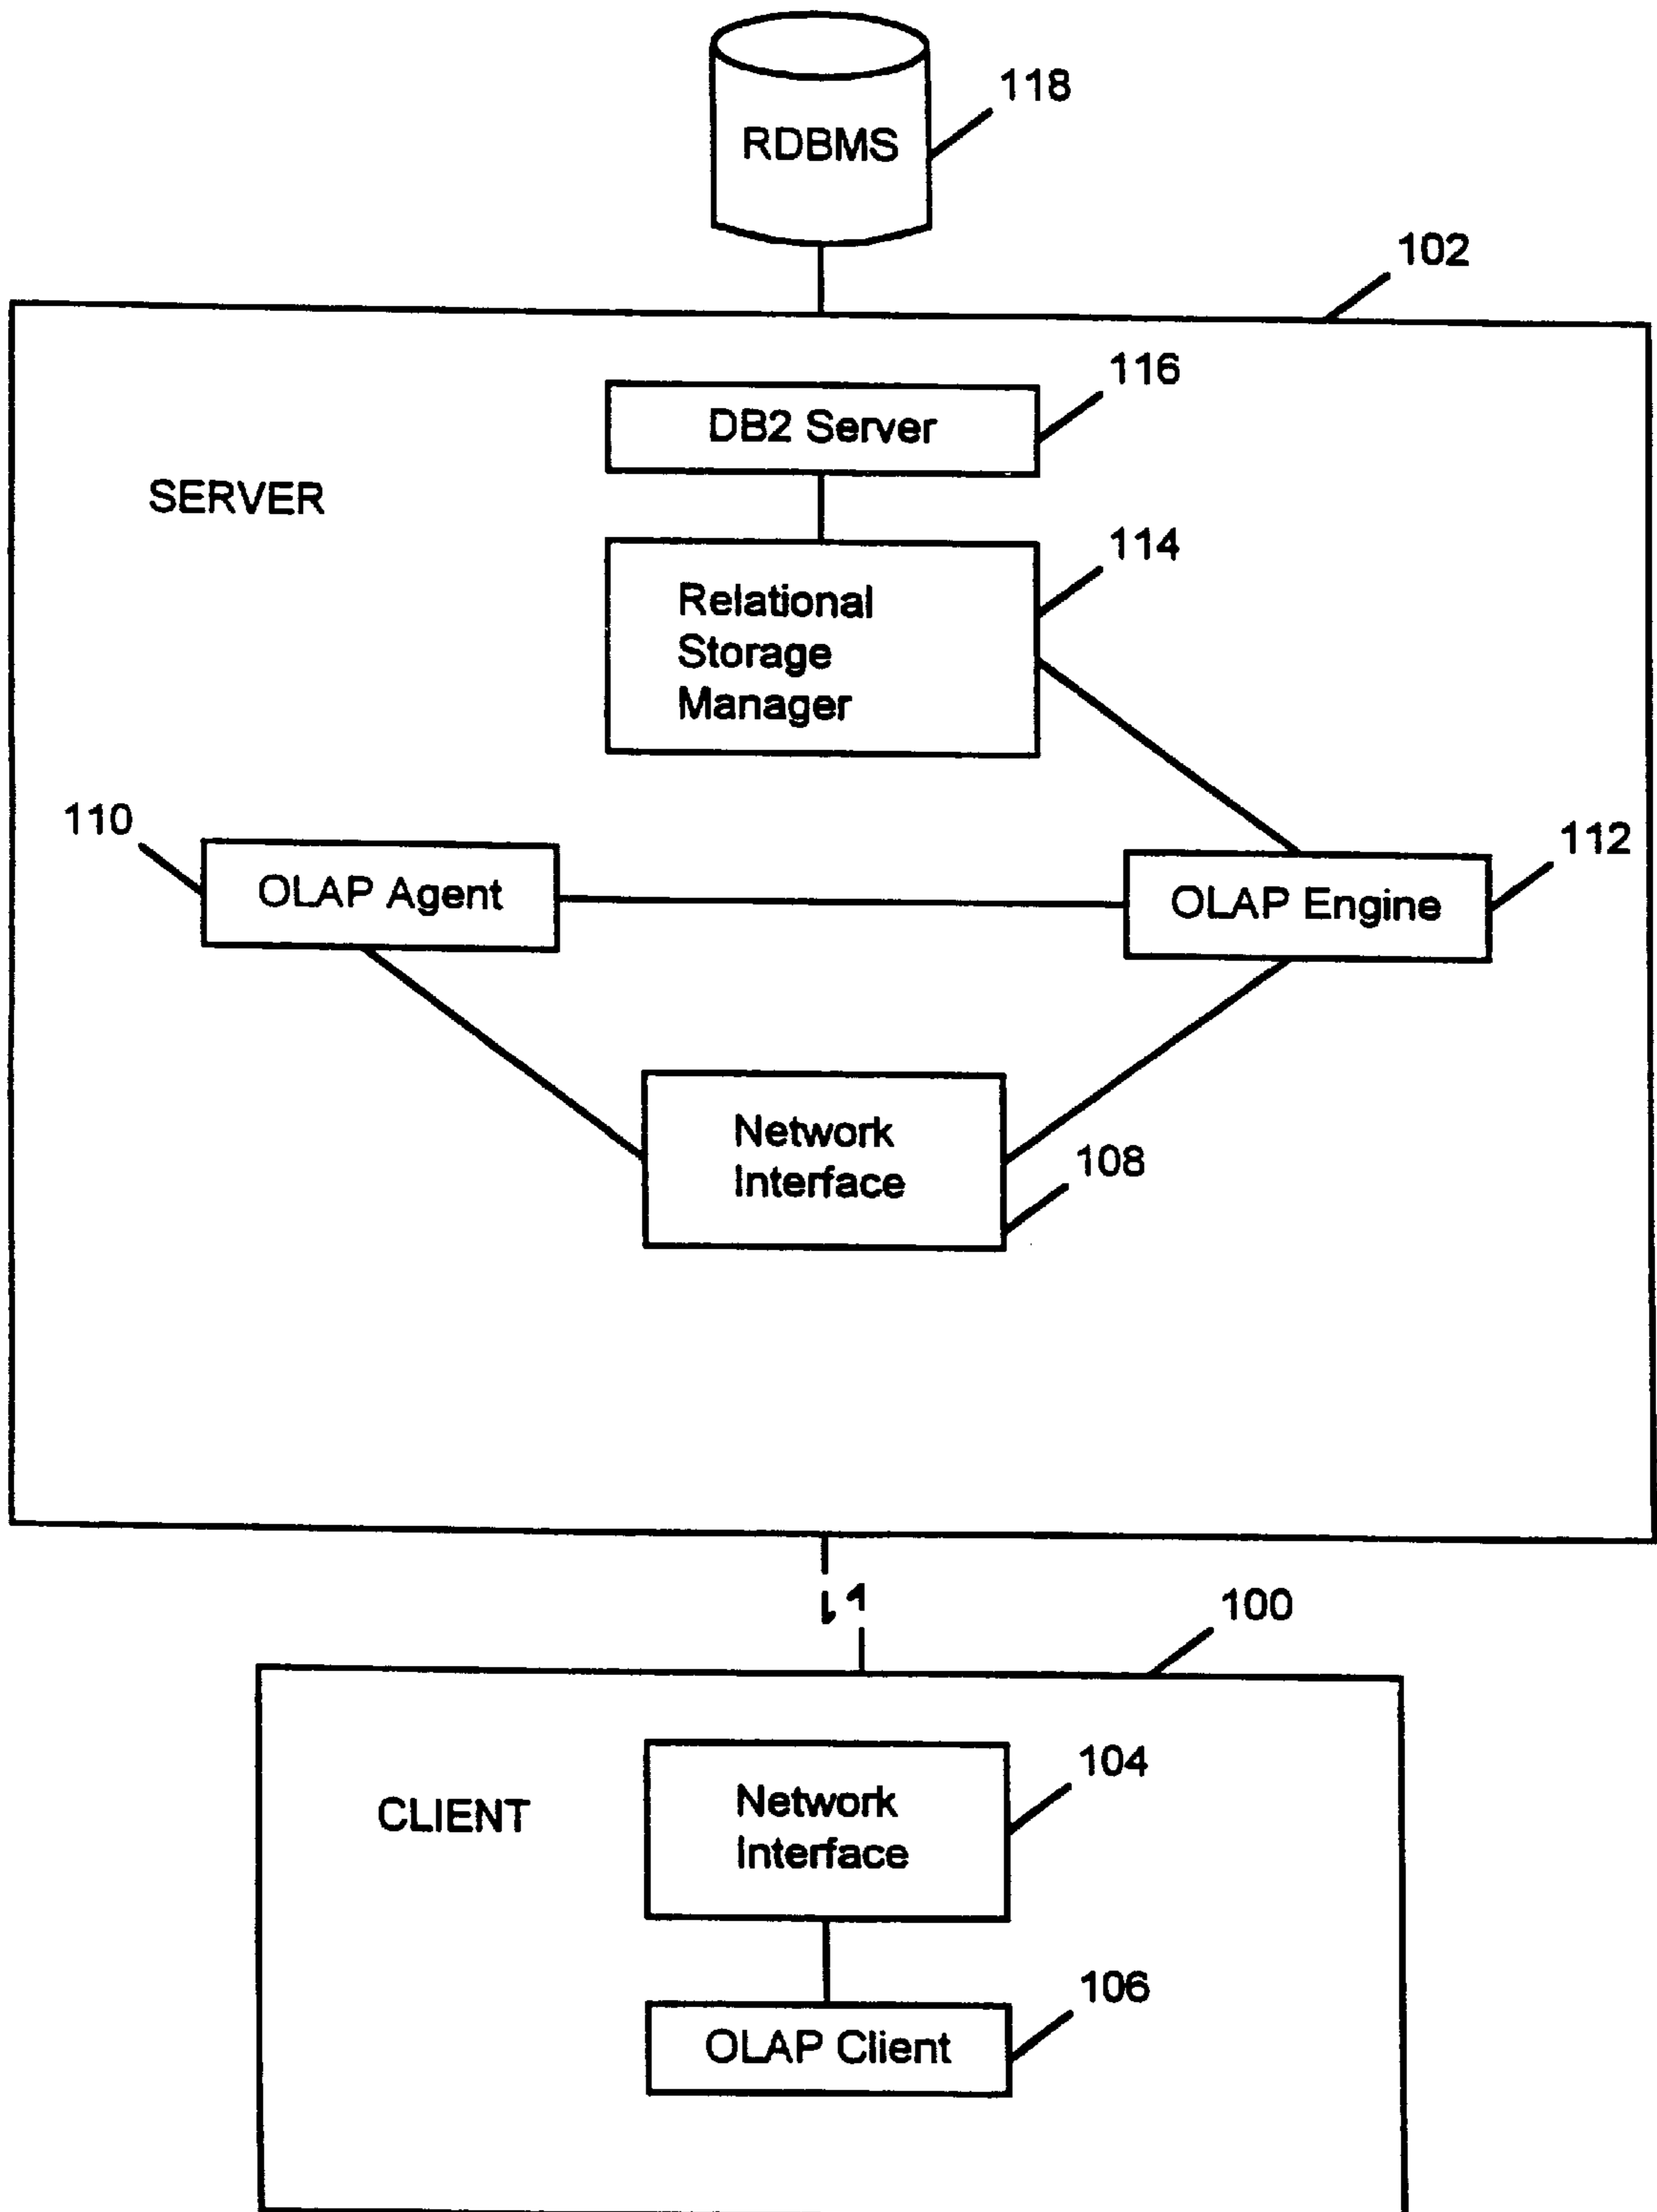 118
RDBMS
102
116
DB2 Server
SERVER
114
Relational
Storage
Manager
110
112
OLAP Agent
OLAP Engine
Network
Interface
108
100
104
Network
Interface
CLIENT
106
OLAP Client